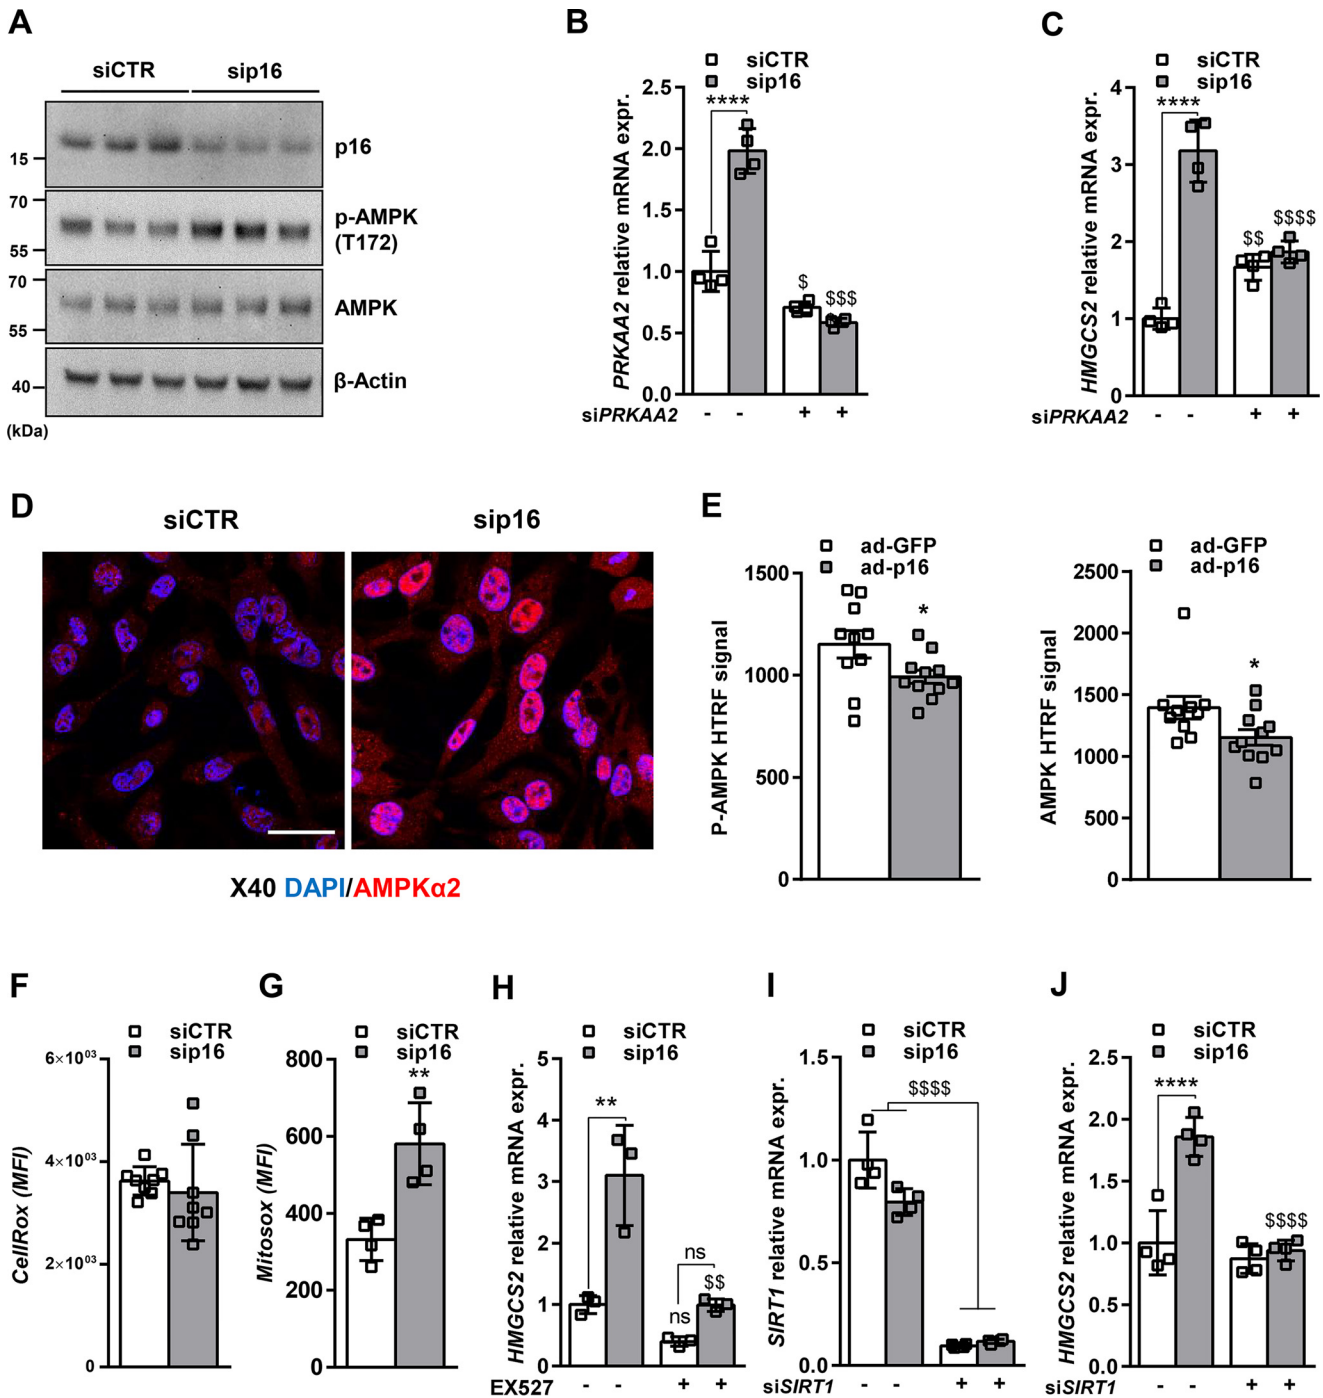 A
siCTR sip16
15
p16
70
55
p-AMPK
(T172)
70
55
AMPK
40
β-Actin
(kDa)
B
siCTR
sip16
PRKAA2 relative mRNA expr.
2.5
2.0
1.5
1.0
0.5
0.0
****
$
$$$
siPRKAA2 - - + +
C
siCTR
sip16
HMGCS2 relative mRNA expr.
4
3
2
1
0
****
$$
$$$$
siPRKAA2 - - + +
D
siCTR sip16
X40 DAPI/AMPKα2
E
ad-GFP
ad-p16
P-AMPK HTRF signal
1500
1000
500
0
*
ad-GFP
ad-p16
AMPK HTRF signal
2500
2000
1500
1000
500
0
*
F
siCTR
sip16
CellRox (MFI)
6×10⁰³
4×10⁰³
2×10⁰³
0
G
siCTR
sip16
Mitosox (MFI)
800
600
400
200
0
**
H
siCTR
sip16
HMGCS2 relative mRNA expr.
5
4
3
2
1
0
**
ns
ns
$$
EX527 - - + +
I
siCTR
sip16
SIRT1 relative mRNA expr.
1.5
1.0
0.5
0.0
$$$$
siSIRT1 - - + +
J
siCTR
sip16
HMGCS2 relative mRNA expr.
2.5
2.0
1.5
1.0
0.5
0.0
****
$$$$
siSIRT1 - - + +